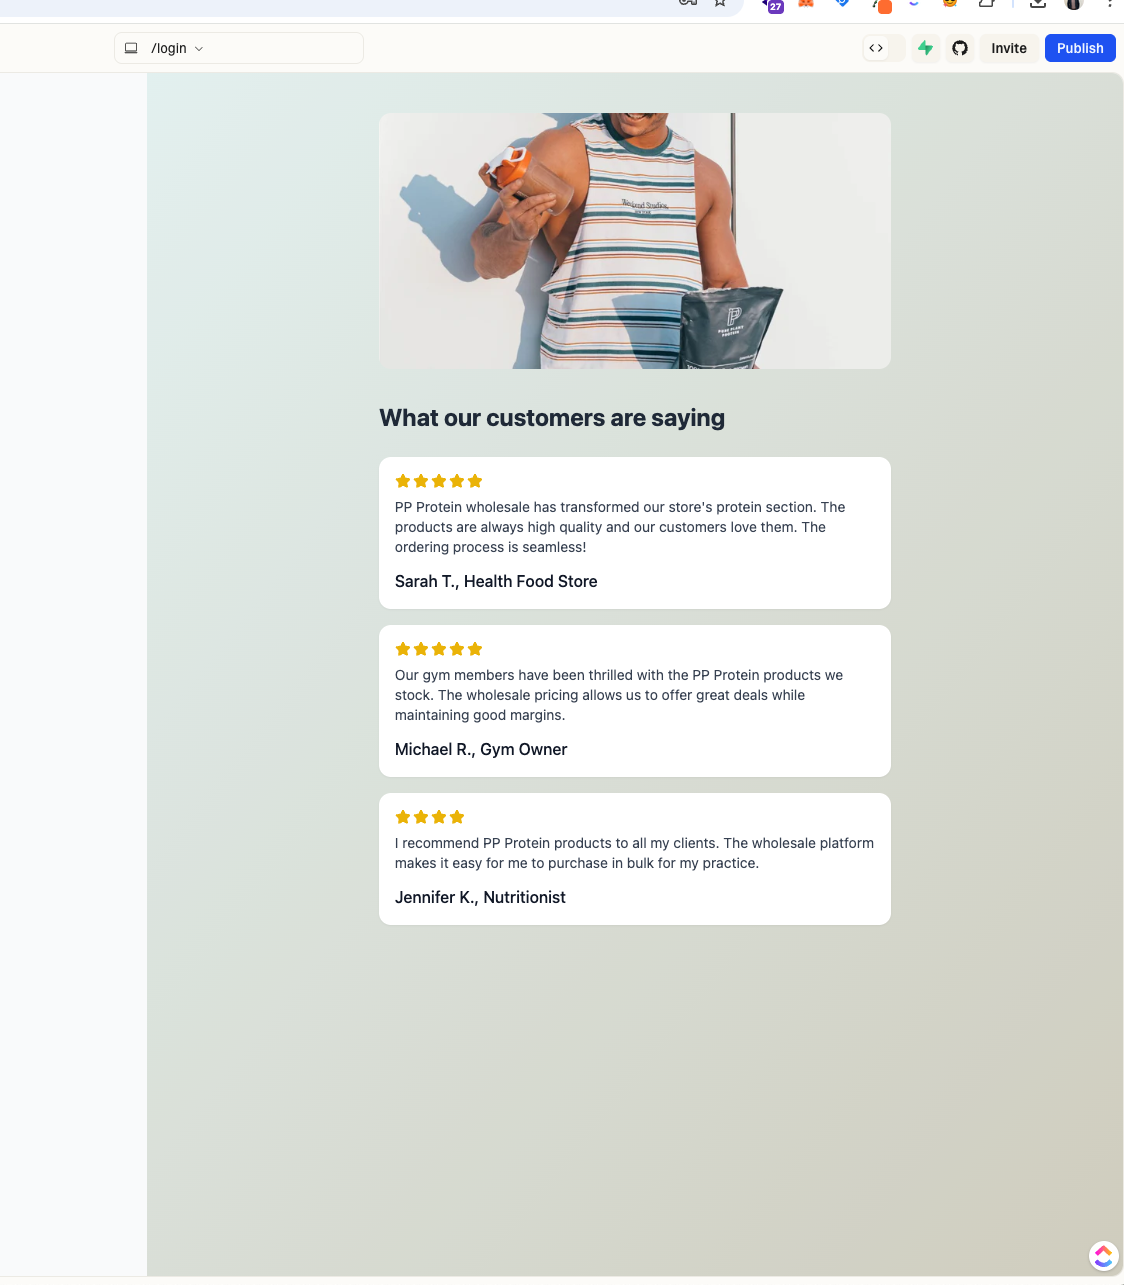 27
/login
Invite
Publish
What our customers are saying
PP Protein wholesale has transformed our store's protein section. The
products are always high quality and our customers love them. The
ordering process is seamless!
Sarah T., Health Food Store
Our gym members have been thrilled with the PP Protein products we
stock. The wholesale pricing allows us to offer great deals while
maintaining good margins.
Michael R., Gym Owner
I recommend PP Protein products to all my clients. The wholesale platform
makes it easy for me to purchase in bulk for my practice.
Jennifer K., Nutritionist